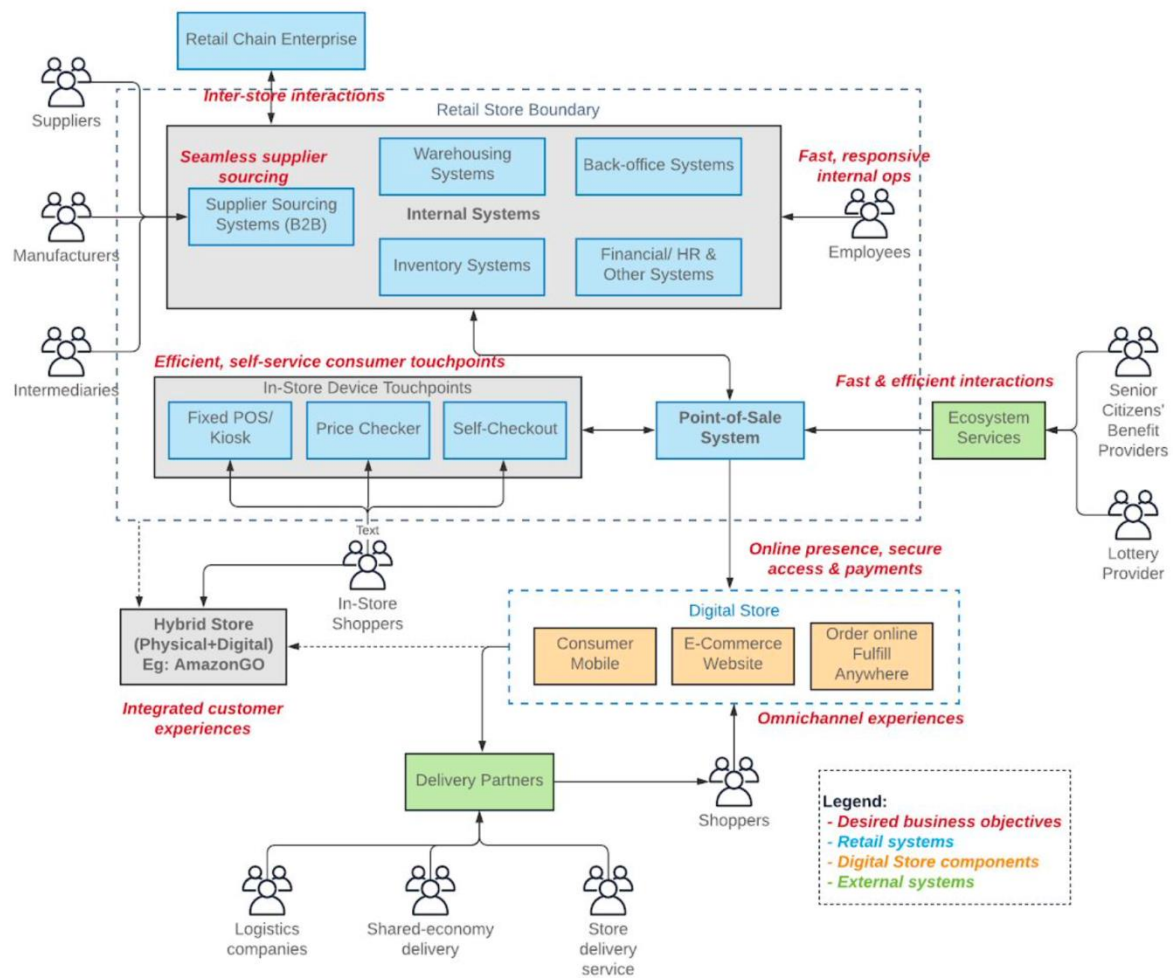 Retail Chain Enterprise
Suppliers
Inter-store interactions
Retail Store Boundary
Seamless supplier
sourcing
Warehousing
Systems
Back-office Systems
Fast, responsive
internal ops
Supplier Sourcing
Systems (B2B)
Internal Systems
Manufacturers
Employees
Inventory Systems
Financial/ HR &
Other Systems
Intermediaries
Efficient, self-service consumer touchpoints
In-Store Device Touchpoints
Fixed POS/
Kiosk
Price Checker
Self-Checkout
Point-of-Sale
System
Fast & efficient interactions
Ecosystem
Services
Senior
Citizens'
Benefit
Providers
Text
Lottery
Provider
In-Store
Shoppers
Online presence, secure
access & payments
Hybrid Store
(Physical+Digital)
Eg: AmazonGO
Integrated customer
experiences
Digital Store
Consumer
Mobile
E-Commerce
Website
Order online
Fulfill
Anywhere
Omnichannel experiences
Delivery Partners
Shoppers
Legend:
- Desired business objectives
- Retail systems
- Digital Store components
- External systems
Logistics
companies
Shared-economy
delivery
Store
delivery
service